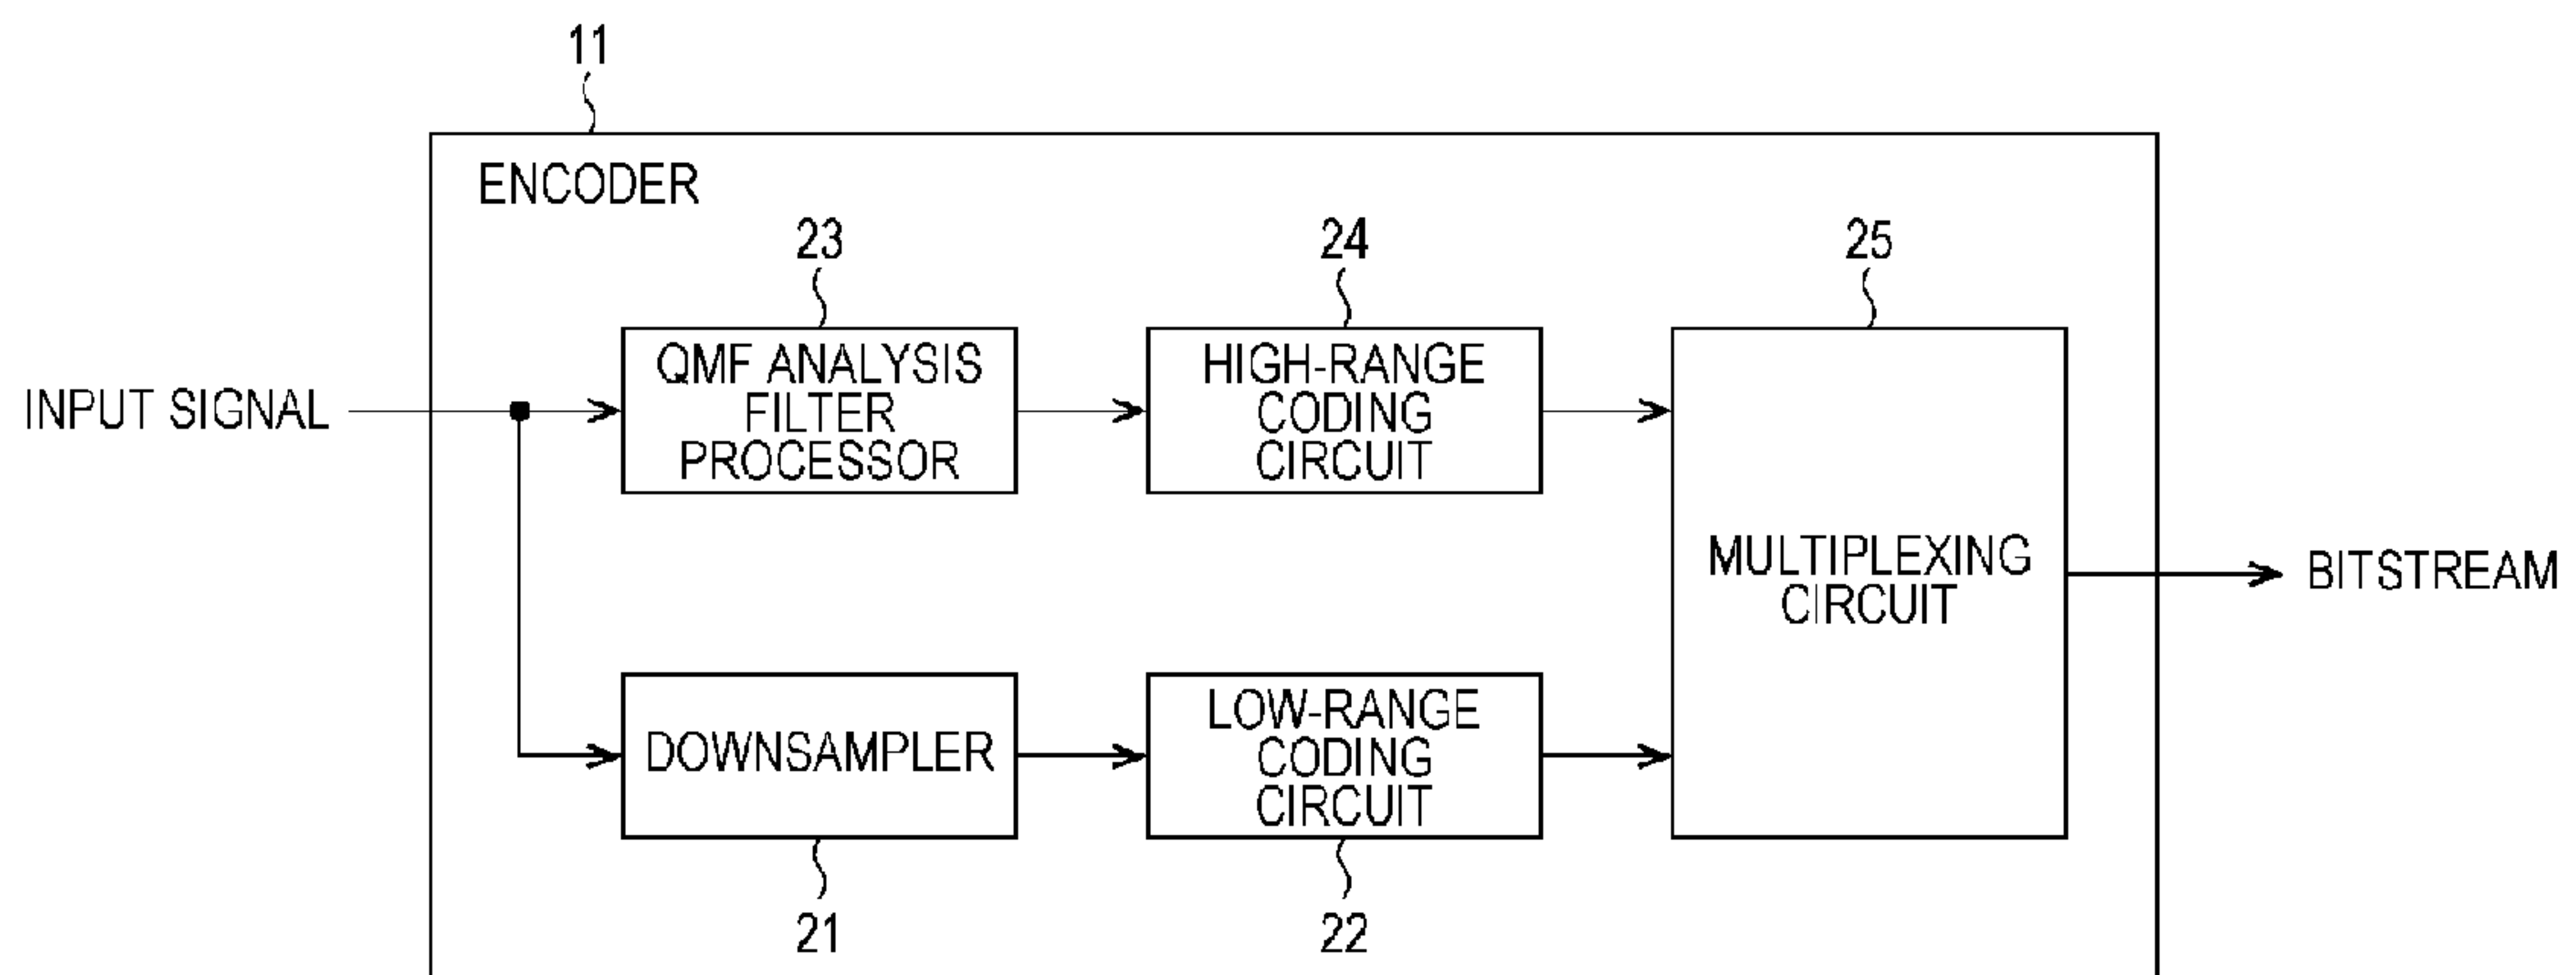 11
ENCODER
23
24
25
INPUT SIGNAL
QMF ANALYSIS
FILTER
PROCESSOR
HIGH-RANGE
CODING
CIRCUIT
MULTIPLEXING
CIRCUIT
BITSTREAM
DOWNSAMPLER
LOW-RANGE
CODING
CIRCUIT
21
22